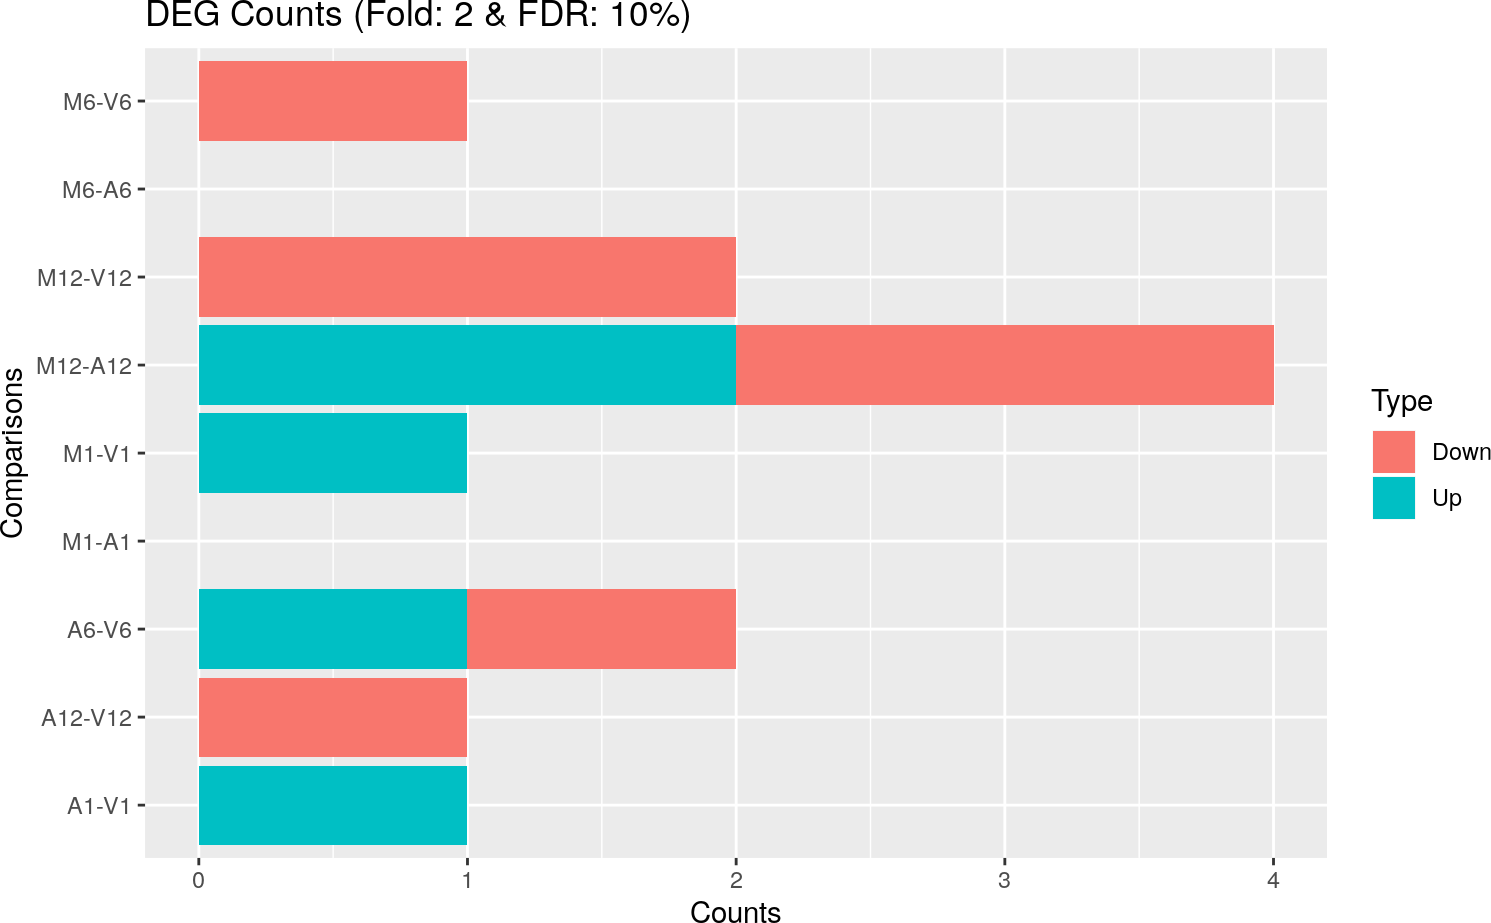 DEG Counts (Fold: 2 & FDR: 10%)
Comparisons
M6-V6
M6-A6
M12-V12
M12-A12
M1-V1
M1-A1
A6-V6
A12-V12
A1-V1
0 1 2 3 4
Counts
Type
Down
Up